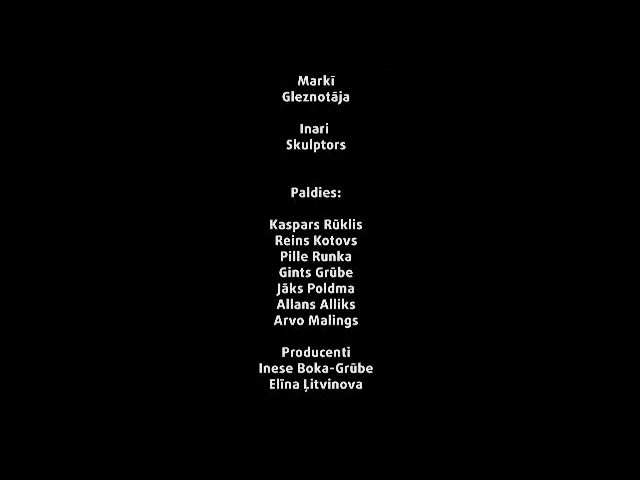 Markī
Gleznotāja
Inari
Skulptors
Paldies:
Kaspars Rūklis
Reins Kotovs
Pille Runka
Gints Grūbe
Jāks Poldma
Allans Alliks
Arvo Malings
Producenti
Inese Boka-Grūbe
Elīna Ļitvinova